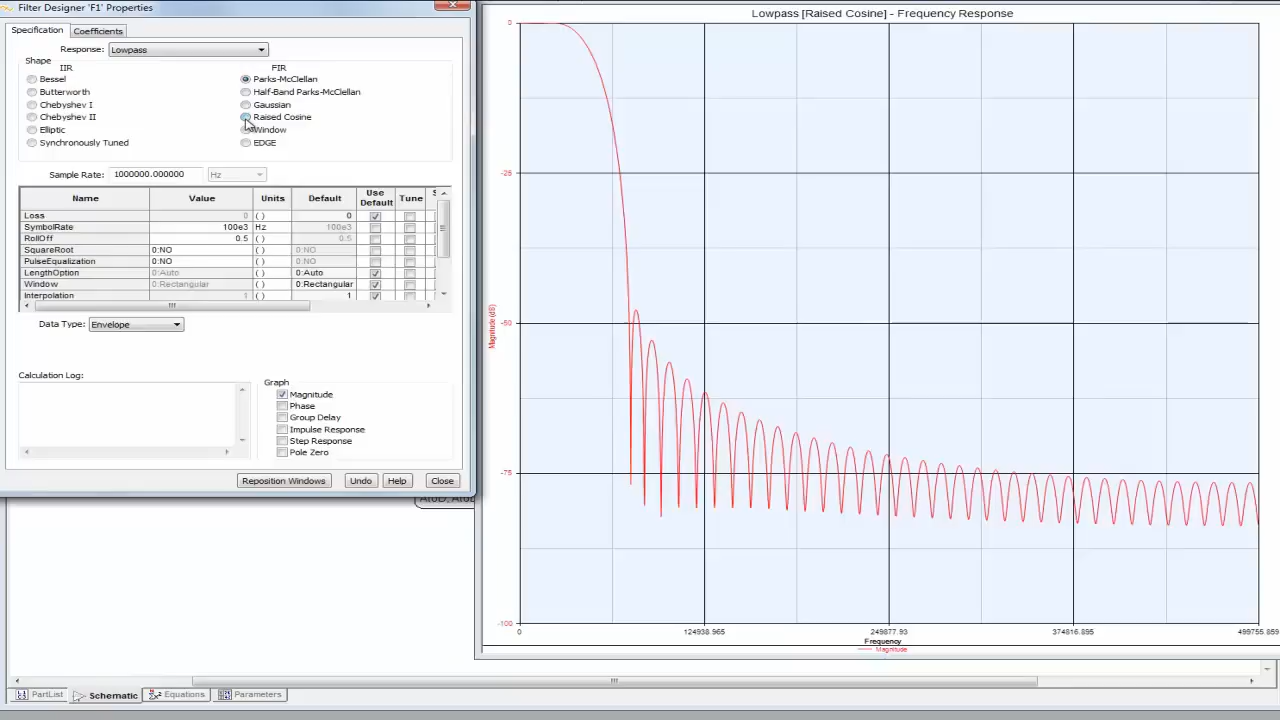 Filter Designer 'F1' Properties
Specification
Coefficients
Response: Lowpass
Shape
IIR
FIR
Bessel
Parks-McClellan
Butterworth
Half-Band Parks-McClellan
Chebyshev I
Gaussian
Chebyshev II
Raised Cosine
Elliptic
Window
Synchronously Tuned
EDGE
Sample Rate: 1000000.000000 Hz
Name Value Units Default Use Default Tune
Loss 0 ( ) 0
SymbolRate 100e3 Hz 100e3
RollOff 0.5 ( ) 0.5
SquareRoot 0:NO ( ) 0:NO
PulseEqualization 0:NO ( ) 0:NO
LengthOption 0:Auto ( ) 0:Auto
Window 0:Rectangular ( ) 0:Rectangular
Interpolation 1 ( ) 1
Data Type: Envelope
Calculation Log:
Graph
Magnitude
Phase
Group Delay
Impulse Response
Step Response
Pole Zero
Reposition Windows
Undo
Help
Close
Lowpass [Raised Cosine] - Frequency Response
0
-25
-50
-75
-100
Magnitude (dB)
0 124938.965 249877.93 374816.895 499755.859
Frequency
Magnitude
PartList
Schematic
Equations
Parameters